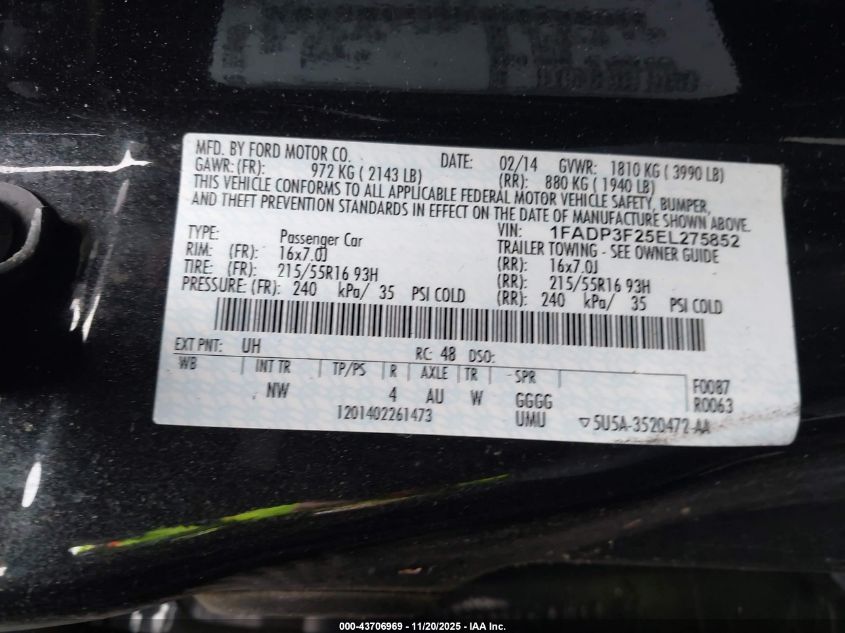 MFD. BY FORD MOTOR CO. DATE: 02/14 GVWR: 1810 KG ( 3990 LB)
GAWR:(FR): 972 KG ( 2143 LB) (RR): 880 KG ( 1940 LB)
THIS VEHICLE CONFORMS TO ALL APPLICABLE FEDERAL MOTOR VEHICLE SAFETY, BUMPER,
AND THEFT PREVENTION STANDARDS IN EFFECT ON THE DATE OF MANUFACTURE SHOWN ABOVE.
VIN: 1FADP3F25EL275852
TYPE: Passenger Car TRAILER TOWING - SEE OWNER GUIDE
RIM: (FR): 16x7.0J (RR): 16x7.0J
TIRE: (FR): 215/55R16 93H (RR): 215/55R16 93H
PRESSURE: (FR): 240 kPa/ 35 PSI COLD (RR): 240 kPa/ 35 PSI COLD
EXT PNT: UH RC: 48 DSO:
WB INT TR TP/PS R AXLE TR SPR F0087
NW 4 AU W GGGG R0063
1201402261473 UMU ▽5U5A-3520472-AA
000-43706969 - 11/20/2025 - IAA Inc.